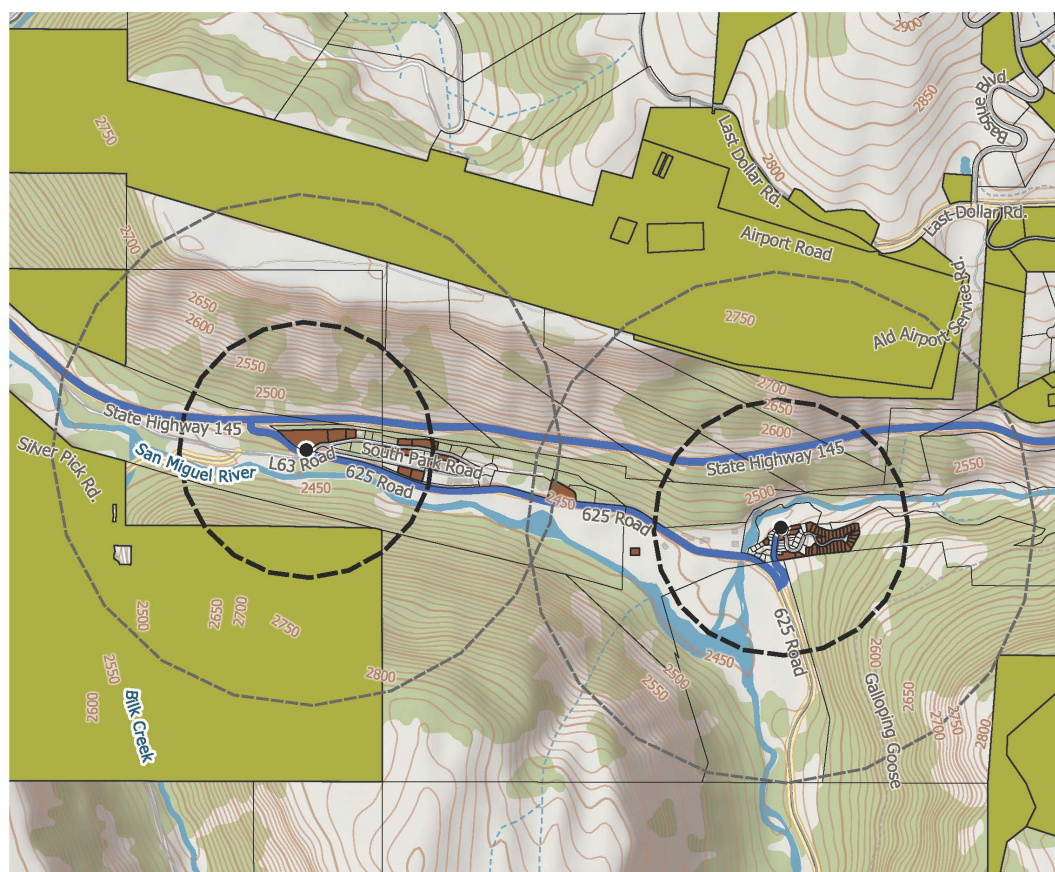 2900
2850
Basque Blvd.
2750
Last Dollar Rd.
2800
Last Dollar Rd.
2700
Airport Road
Ald Airport Service Rd.
2650
2600
2750
2550
2500
2700
2650
2600
State Highway 145
State Highway 145
2550
Silver Pick Rd.
San Miguel River
L63 Road
South Park Road
625 Road
2450
2450
2500
625 Road
2500
2650
2700
2750
2550
2600
Bilk Creek
2800
2450
2500
2550
625 Road
2600
Galloping Goose
2650
2700
2750
2800